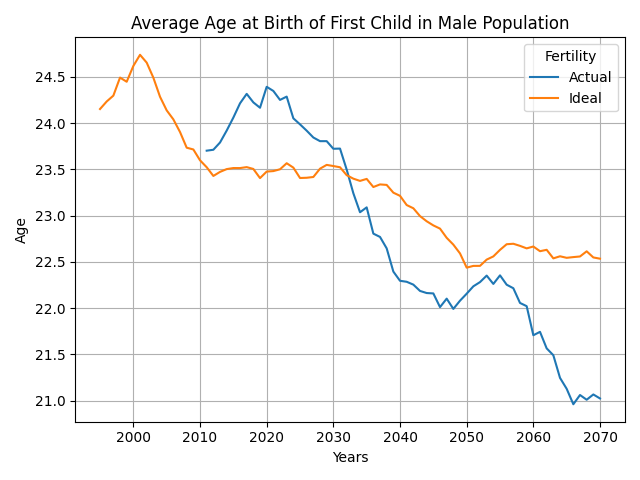 Average Age at Birth of First Child in Male Population
Fertility
Actual
Ideal
Age
24.5
24.0
23.5
23.0
22.5
22.0
21.5
21.0
2000 2010 2020 2030 2040 2050 2060 2070
Years